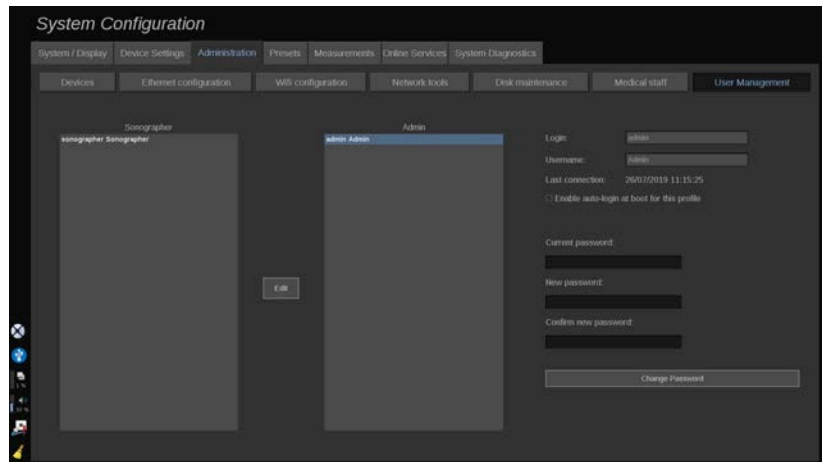 System Configuration
System / Display Device Settings Administration Presets Measurements Online Services System Diagnostics
Devices Ethernet configuration Wifi configuration Network tools Disk maintenance Medical staff User Management
Sonographer Admin
sonographer Sonographer admin Admin
Login: admin
Username: Admin
Last connection: 26/07/2019 11:15:25
Enable auto-login at boot for this profile
Current password:
Edit
New password:
Confirm new password:
Change Password
1 %